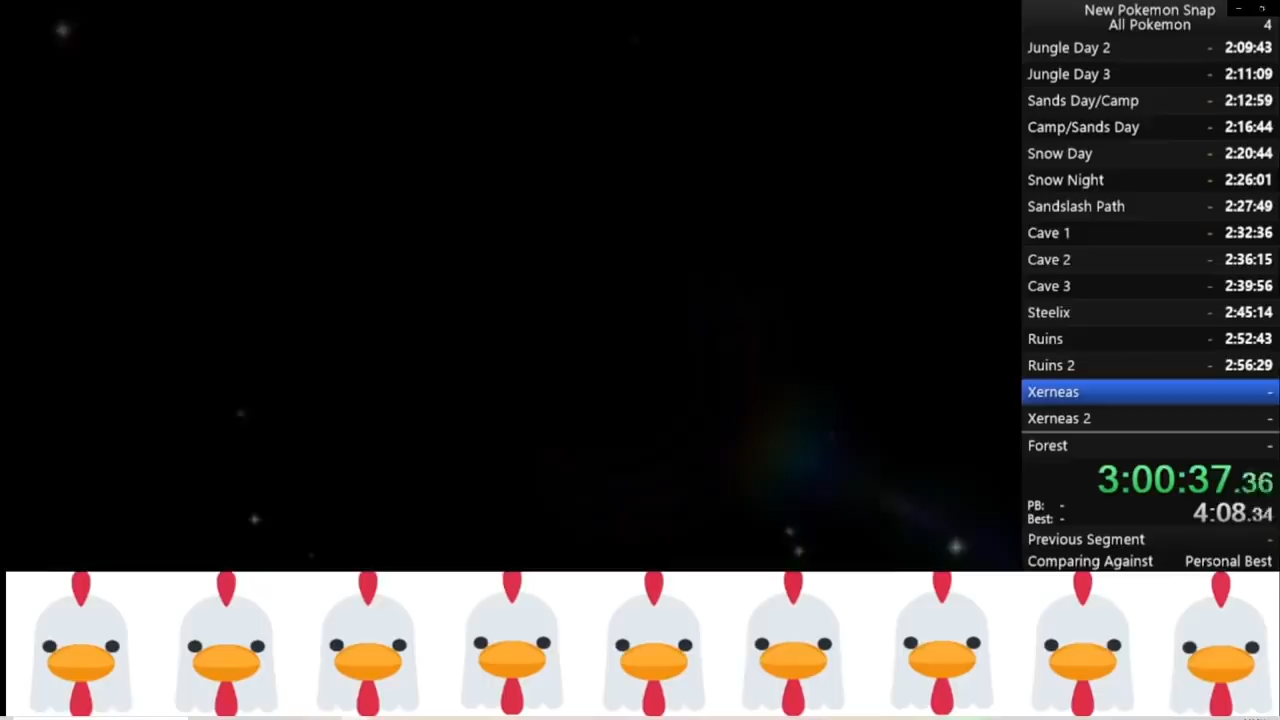 New Pokemon Snap
All Pokemon 4
Jungle Day 2 - 2:09:43
Jungle Day 3 - 2:11:09
Sands Day/Camp - 2:12:59
Camp/Sands Day - 2:16:44
Snow Day - 2:20:44
Snow Night - 2:26:01
Sandslash Path - 2:27:49
Cave 1 - 2:32:36
Cave 2 - 2:36:15
Cave 3 - 2:39:56
Steelix - 2:45:14
Ruins - 2:52:43
Ruins 2 - 2:56:29
Xerneas -
Xerneas 2 -
Forest -
3:00:37.36
PB: -
Best: - 4:08.34
Previous Segment -
Comparing Against Personal Best